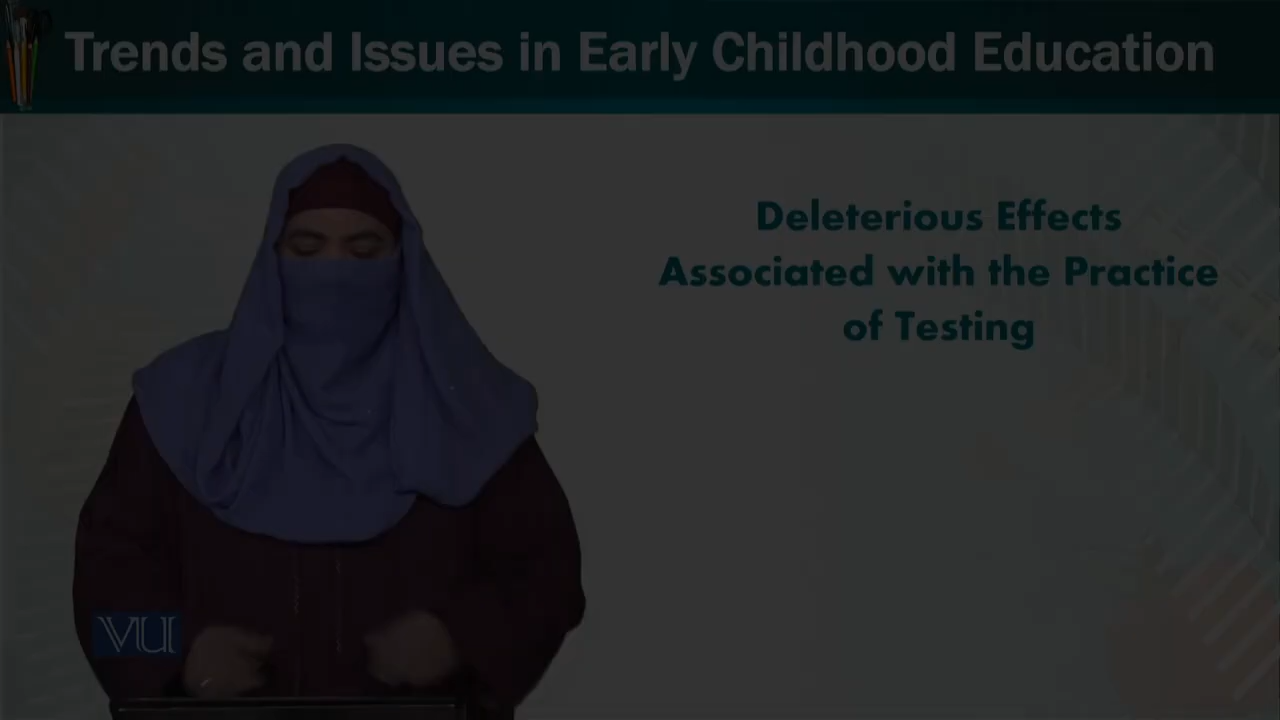 Trends and Issues in Early Childhood Education
Deleterious Effects
Associated with the Practice
of Testing
VU